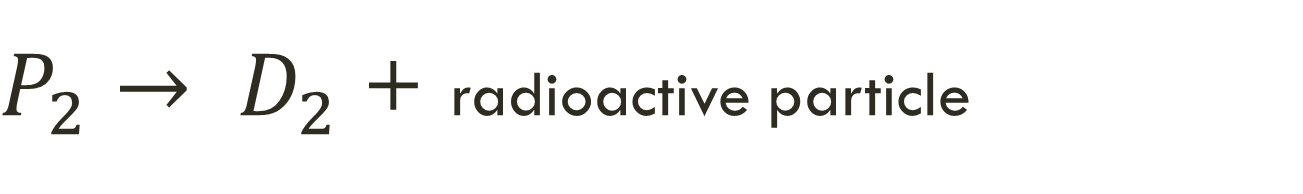 P₂ → D₂ + radioactive particle